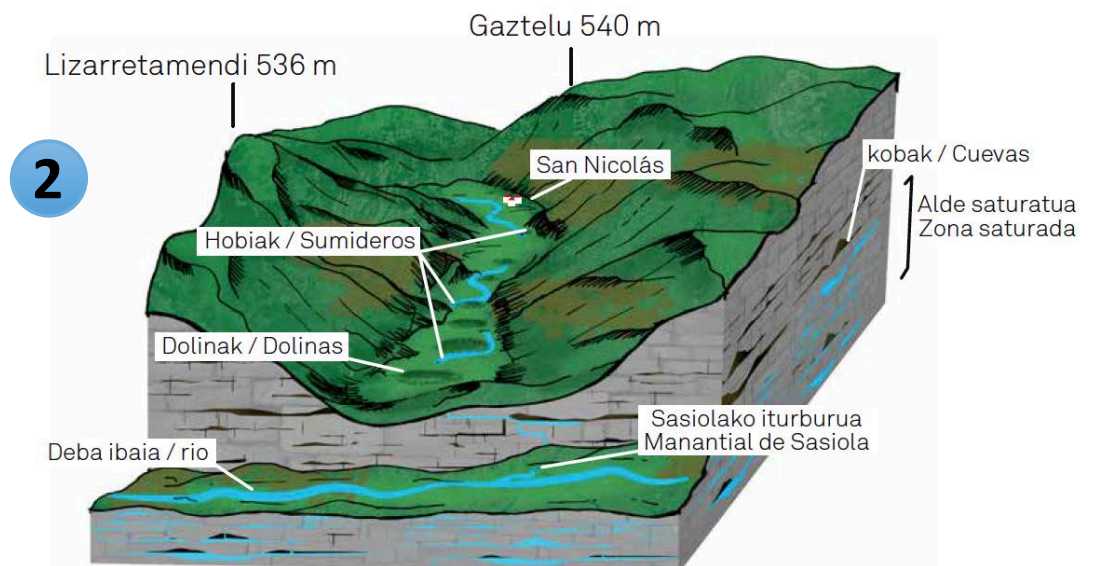 Gaztelu 540 m
Lizarretamendi 536 m
2
San Nicolás
kobak / Cuevas
Alde saturatua
Zona saturada
Hobiak / Sumideros
Dolinak / Dolinas
Sasiolako iturburua
Manantial de Sasiola
Deba ibaia / rio